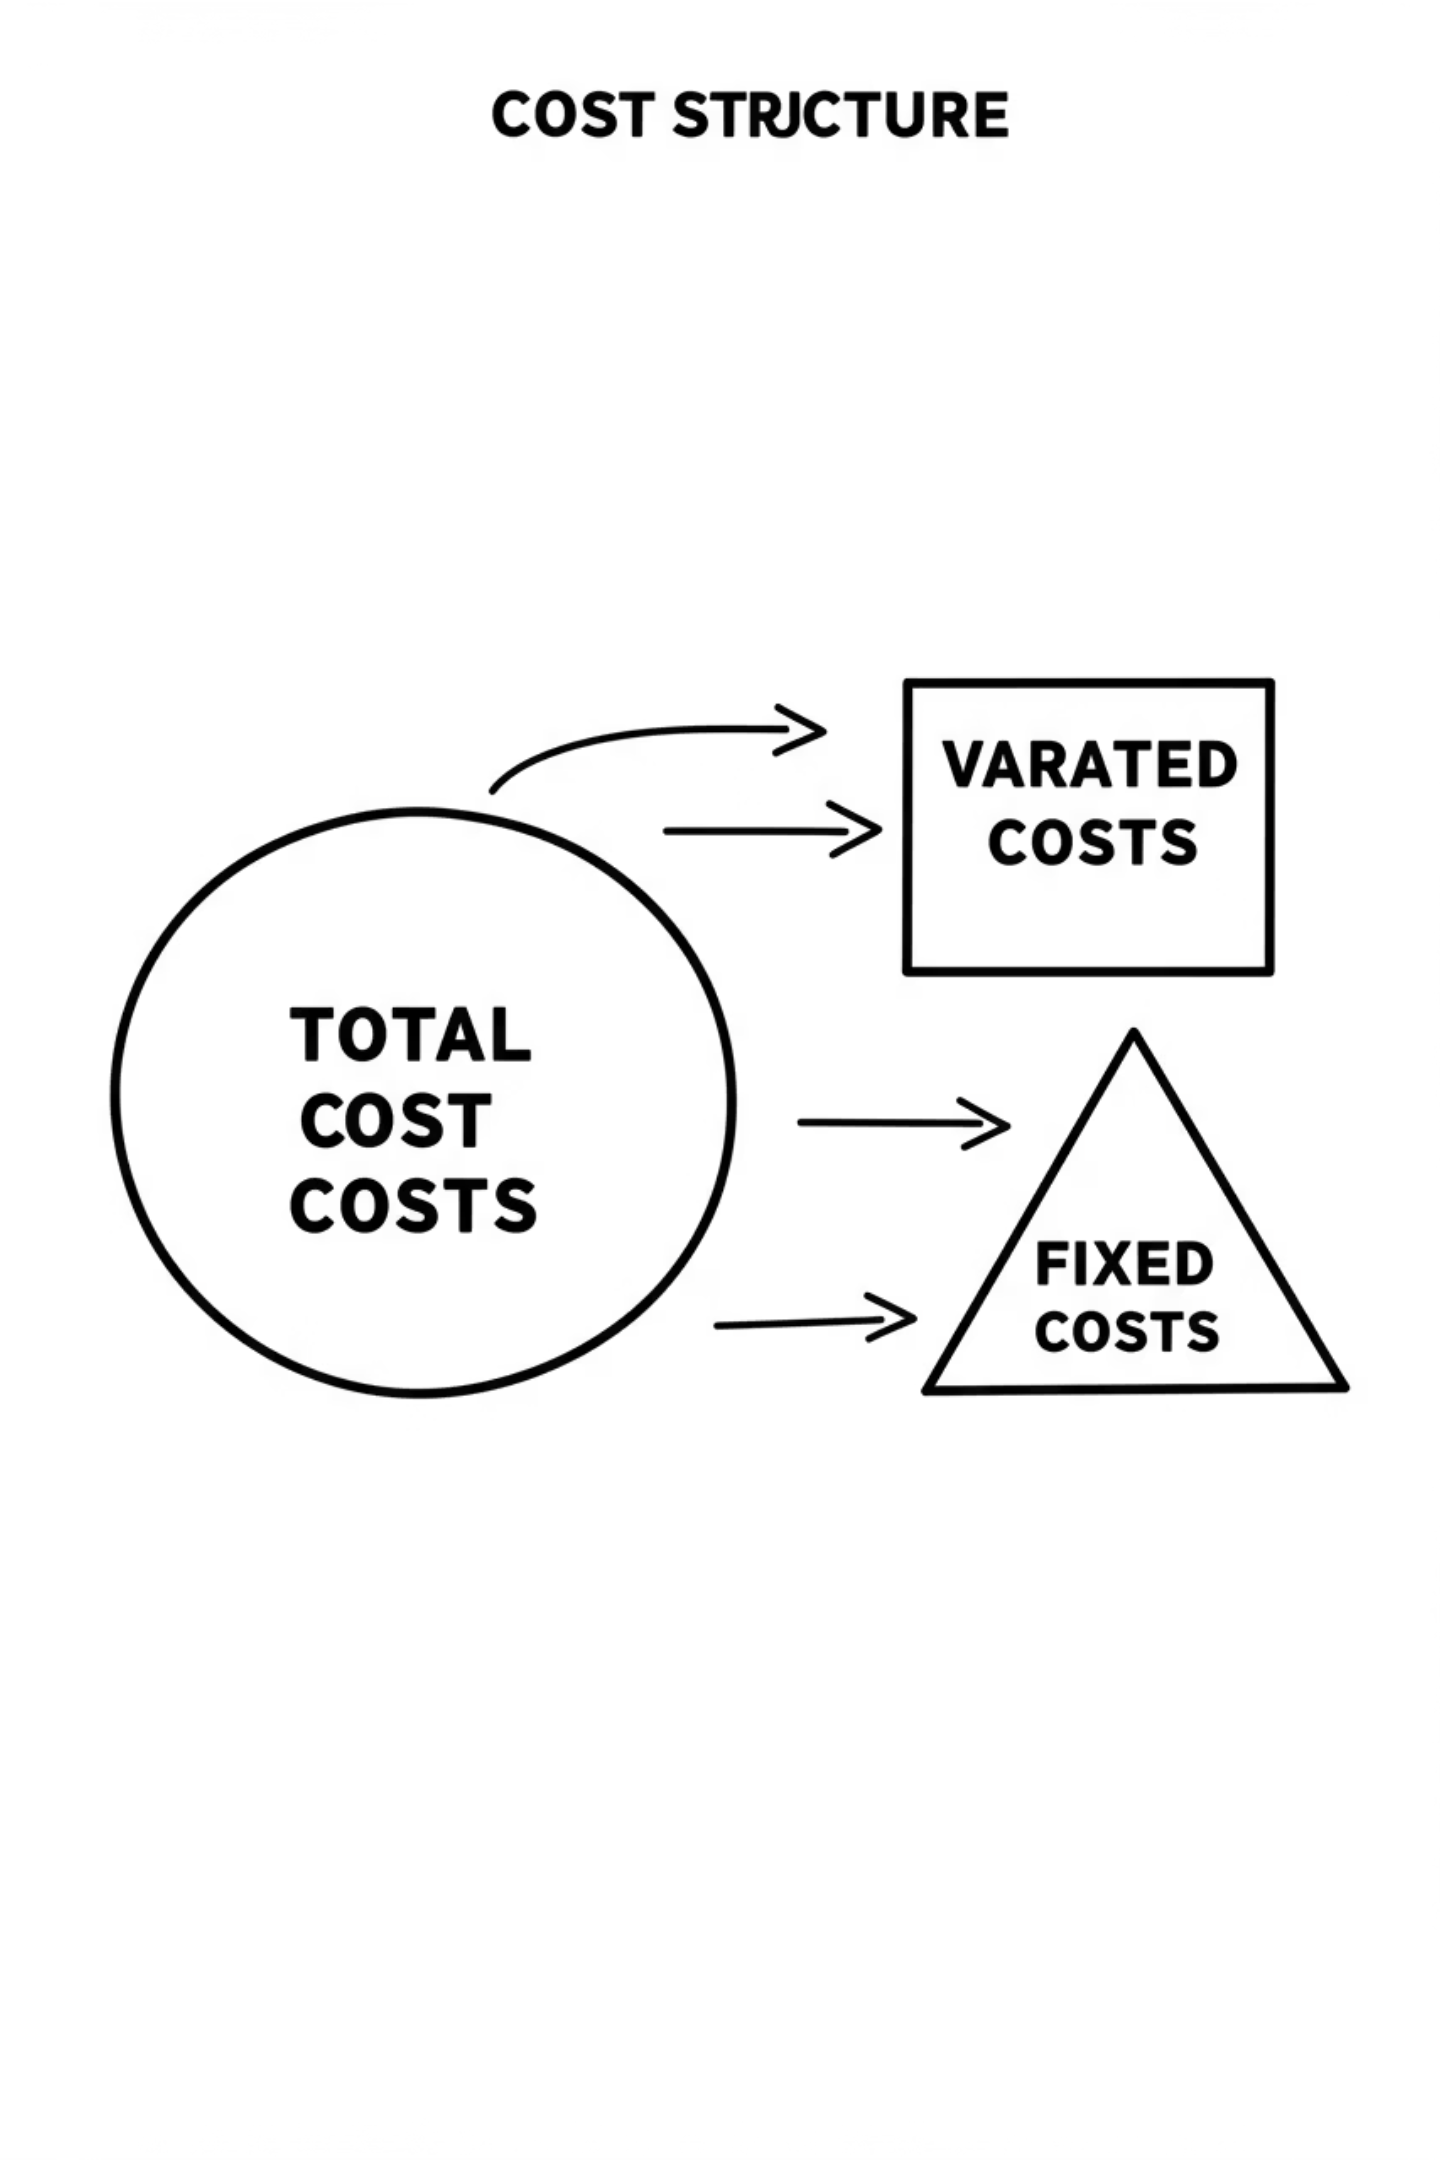 COST STRJCTURE
VARATED
COSTS
TOTAL
COST
COSTS
FIXED
COSTS